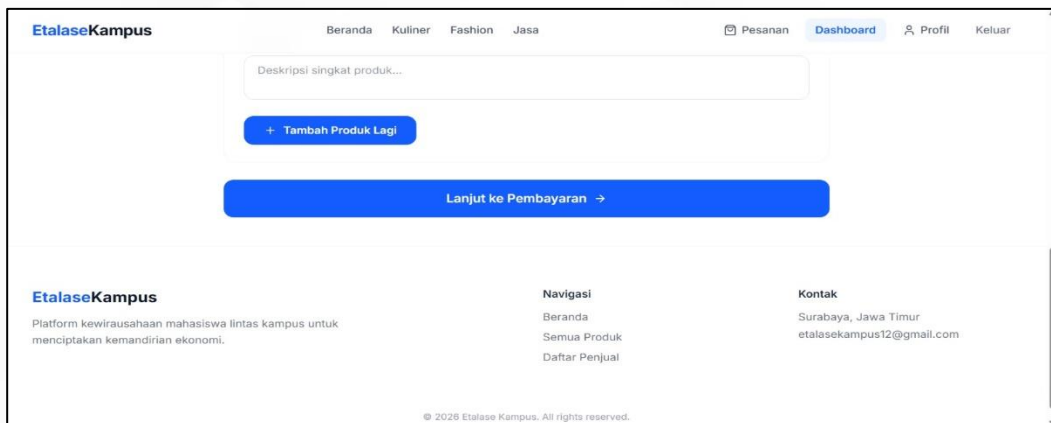 EtalaseKampus Beranda Kuliner Fashion Jasa Pesanan Dashboard Profil Keluar
Deskripsi singkat produk...
+ Tambah Produk Lagi
Lanjut ke Pembayaran →
EtalaseKampus
Platform kewirausahaan mahasiswa lintas kampus untuk
menciptakan kemandirian ekonomi.
Navigasi
Beranda
Semua Produk
Daftar Penjual
Kontak
Surabaya, Jawa Timur
etalasekampus12@gmail.com
© 2026 Etalase Kampus. All rights reserved.